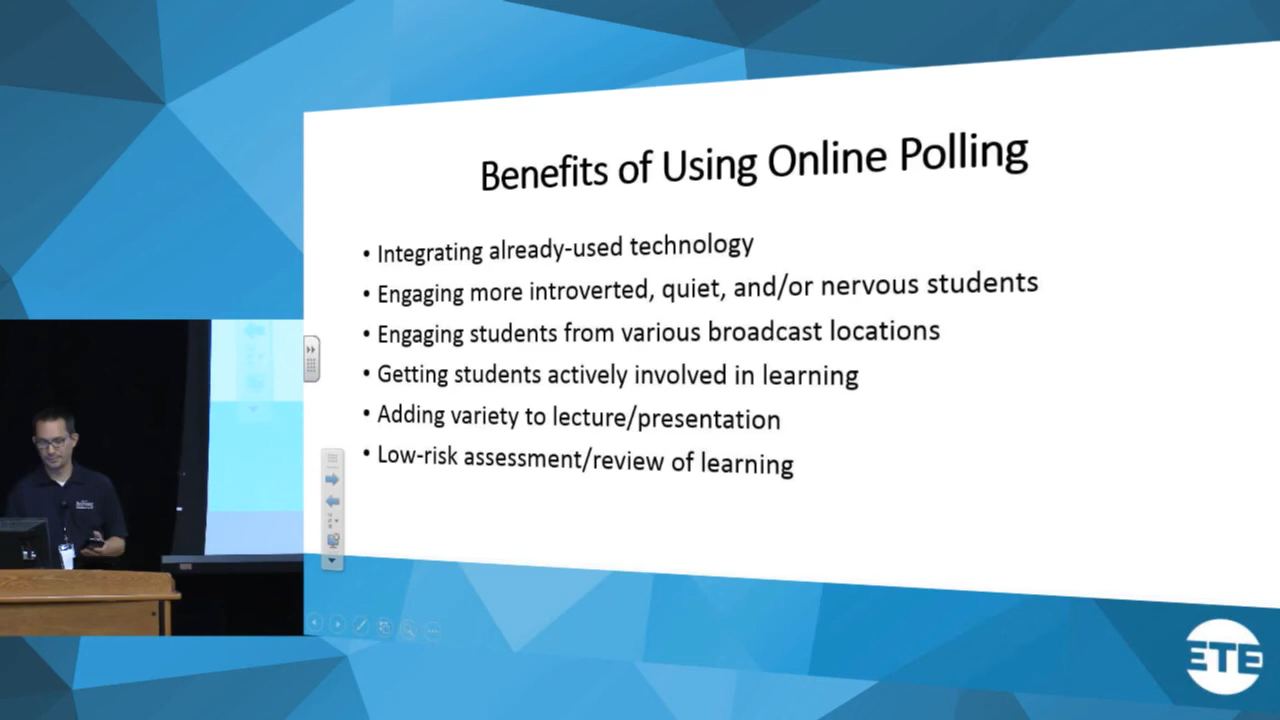 Benefits of Using Online Polling
• Integrating already-used technology
• Engaging more introverted, quiet, and/or nervous students
• Engaging students from various broadcast locations
• Getting students actively involved in learning
• Adding variety to lecture/presentation
• Low-risk assessment/review of learning
ETE